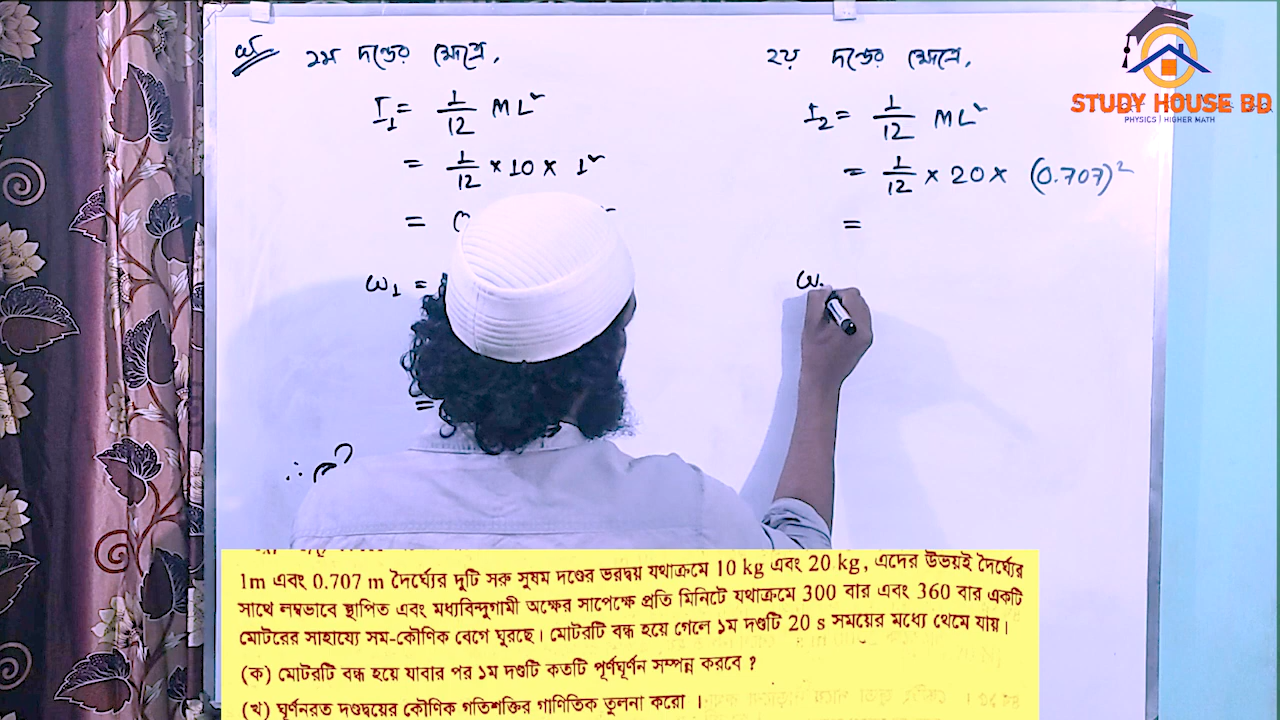 ১ম দন্ডের ক্ষেত্রে,
I₁ = 1/12 ML²
= 1/12 × 10 × 1²
=
ω₁ =
=
∴
২য় দন্ডের ক্ষেত্রে,
I₂ = 1/12 ML²
= 1/12 × 20 × (0.707)²
=
ω
STUDY HOUSE BD
PHYSICS | HIGHER MATH
1m এবং 0.707 m দৈর্ঘ্যের দুটি সরু সুষম দণ্ডের ভরদ্বয় যথাক্রমে 10 kg এবং 20 kg, এদের উভয়ই দৈর্ঘ্যের
সাথে লম্বভাবে স্থাপিত এবং মধ্যবিন্দুগামী অক্ষের সাপেক্ষে প্রতি মিনিটে যথাক্রমে 300 বার এবং 360 বার একটি
মোটরের সাহায্যে সম-কৌণিক বেগে ঘুরছে। মোটরটি বন্ধ হয়ে গেলে ১ম দণ্ডটি 20 s সময়ের মধ্যে থেমে যায়।
(ক) মোটরটি বন্ধ হয়ে যাবার পর ১ম দণ্ডটি কতটি পূর্ণঘূর্ণন সম্পন্ন করবে ?
(খ) ঘূর্ণনরত দণ্ডদ্বয়ের কৌণিক গতিশক্তির গাণিতিক তুলনা করো ।